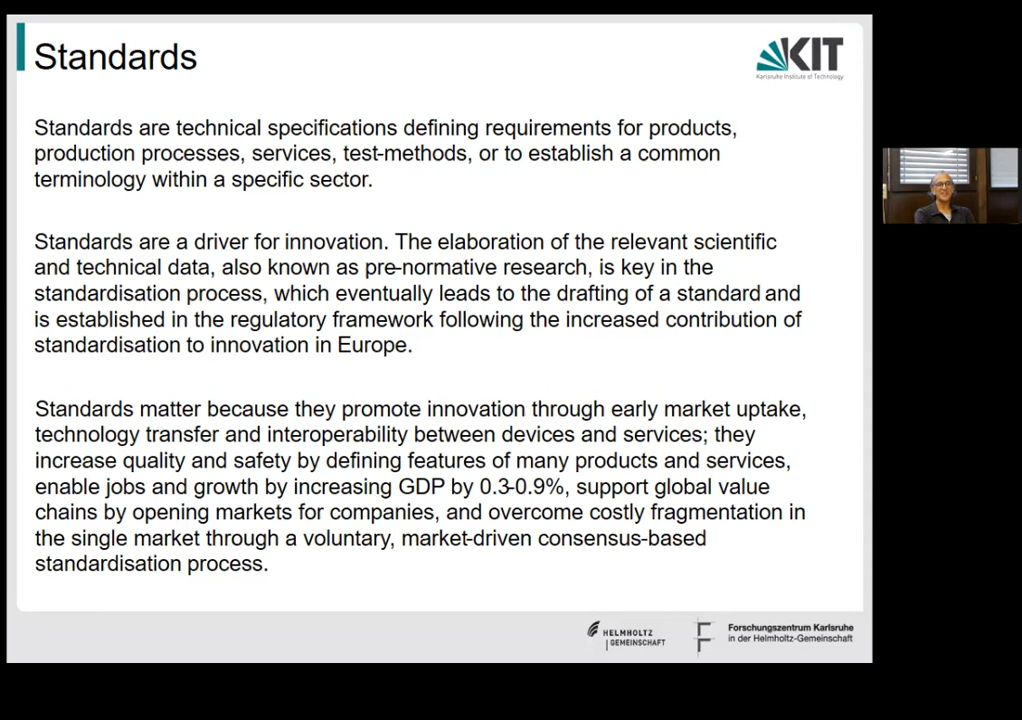 Standards
KIT
Karlsruhe Institute of Technology
Standards are technical specifications defining requirements for products,
production processes, services, test-methods, or to establish a common
terminology within a specific sector.
Standards are a driver for innovation. The elaboration of the relevant scientific
and technical data, also known as pre-normative research, is key in the
standardisation process, which eventually leads to the drafting of a standard and
is established in the regulatory framework following the increased contribution of
standardisation to innovation in Europe.
Standards matter because they promote innovation through early market uptake,
technology transfer and interoperability between devices and services; they
increase quality and safety by defining features of many products and services,
enable jobs and growth by increasing GDP by 0.3-0.9%, support global value
chains by opening markets for companies, and overcome costly fragmentation in
the single market through a voluntary, market-driven consensus-based
standardisation process.
HELMHOLTZ
GEMEINSCHAFT
Forschungszentrum Karlsruhe
in der Helmholtz-Gemeinschaft